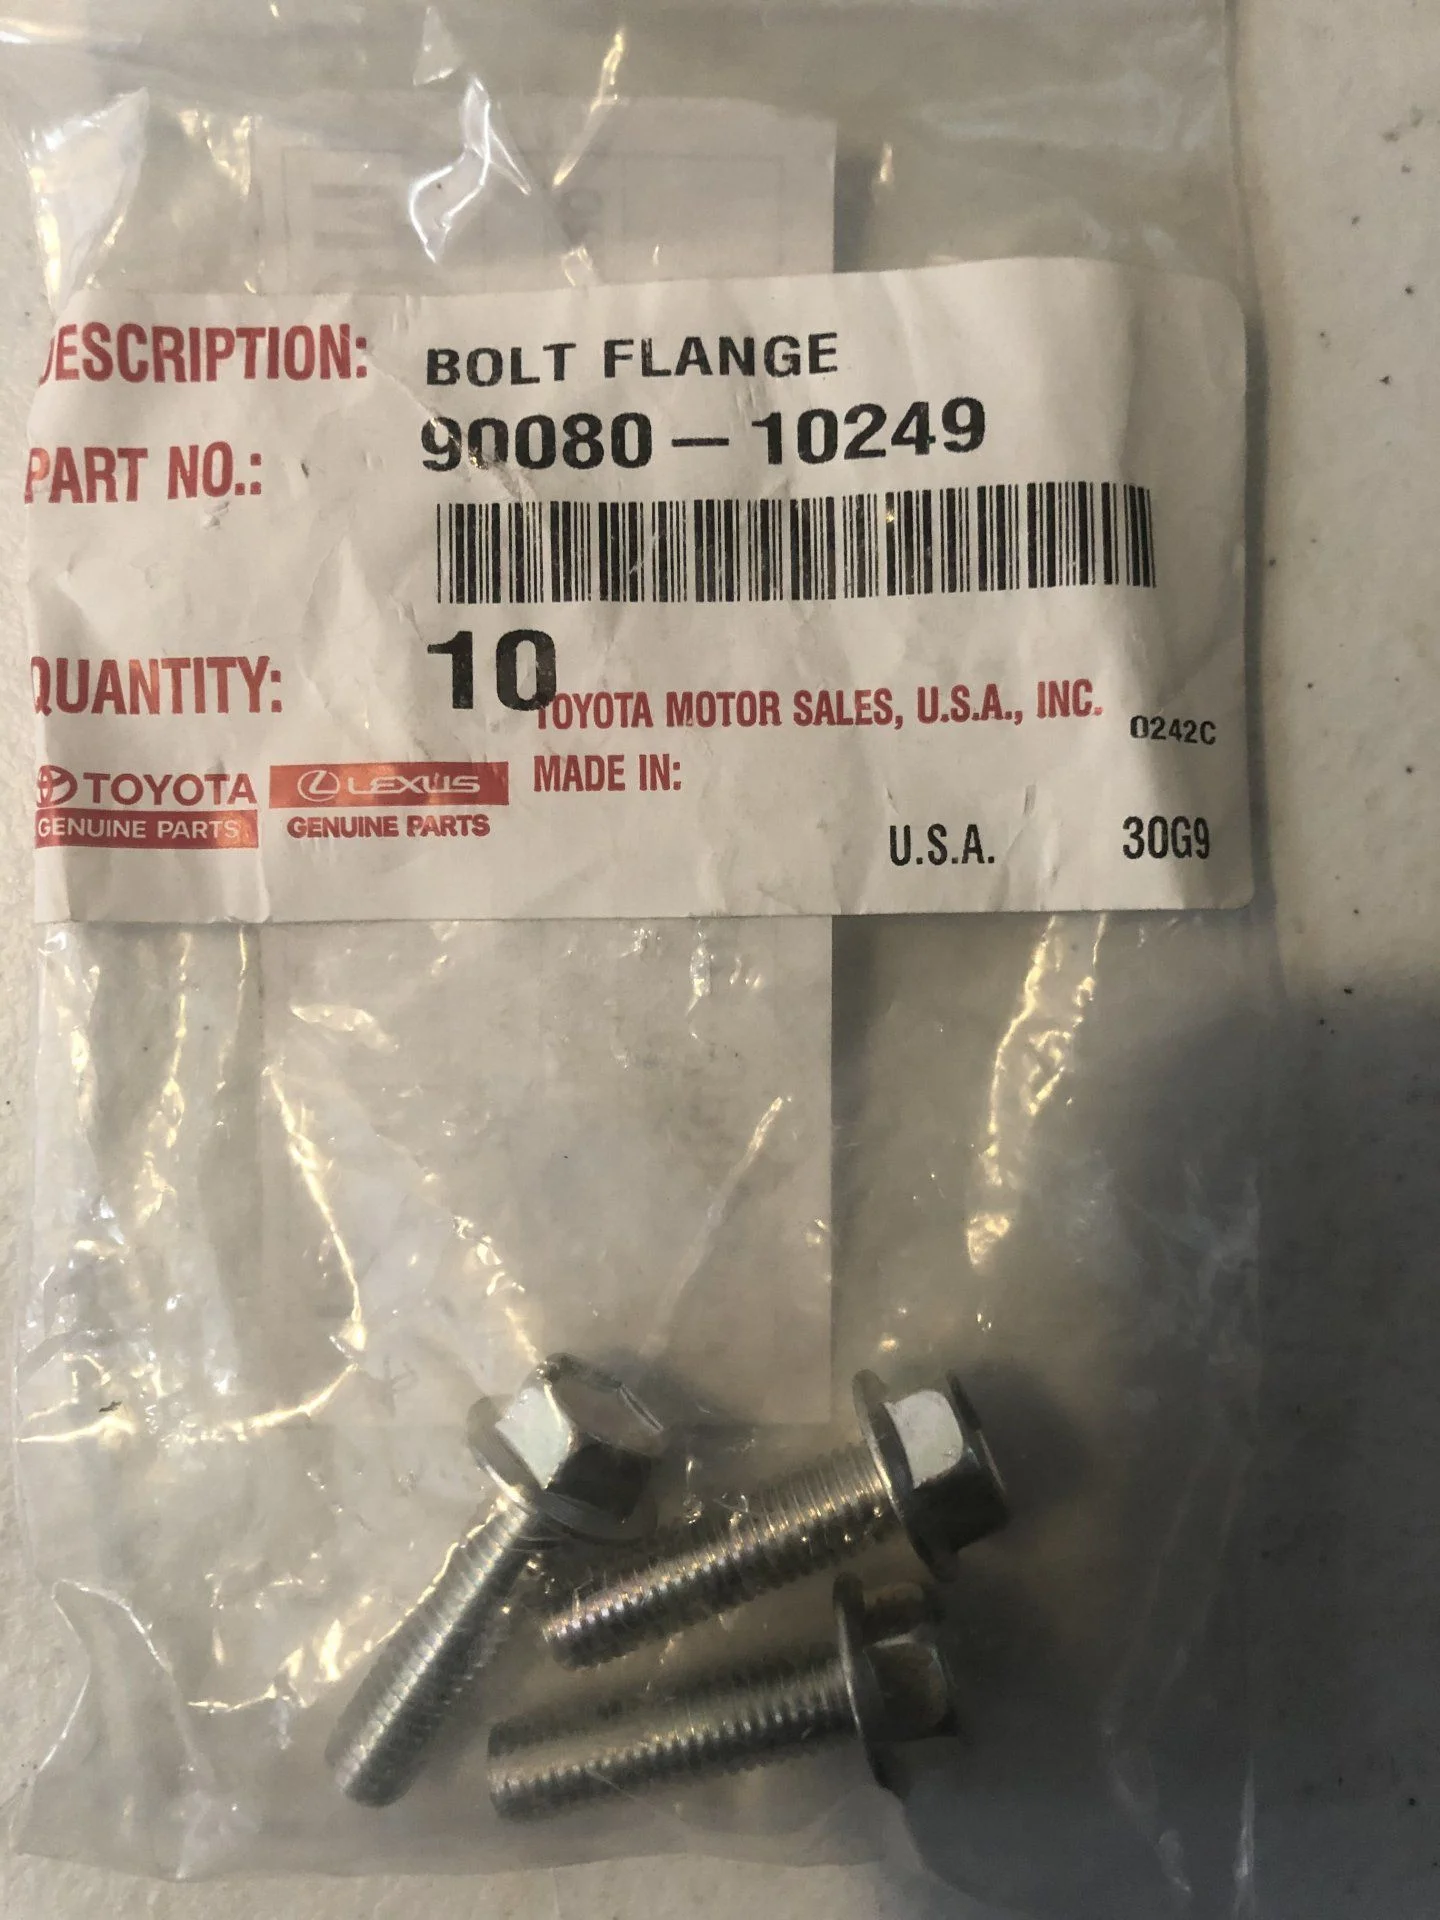 DESCRIPTION: BOLT FLANGE
PART NO.: 90080-10249
QUANTITY: 10
TOYOTA MOTOR SALES, U.S.A., INC. 0242C
TOYOTA LEXUS MADE IN:
GENUINE PARTS GENUINE PARTS
U.S.A. 30G9